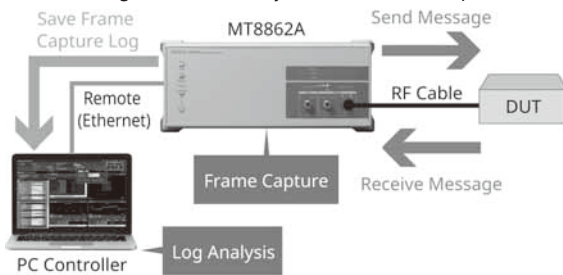 Save Frame
Capture Log
MT8862A
Send Message
Remote
(Ethernet)
RF Cable
DUT
Frame Capture
Receive Message
Log Analysis
PC Controller